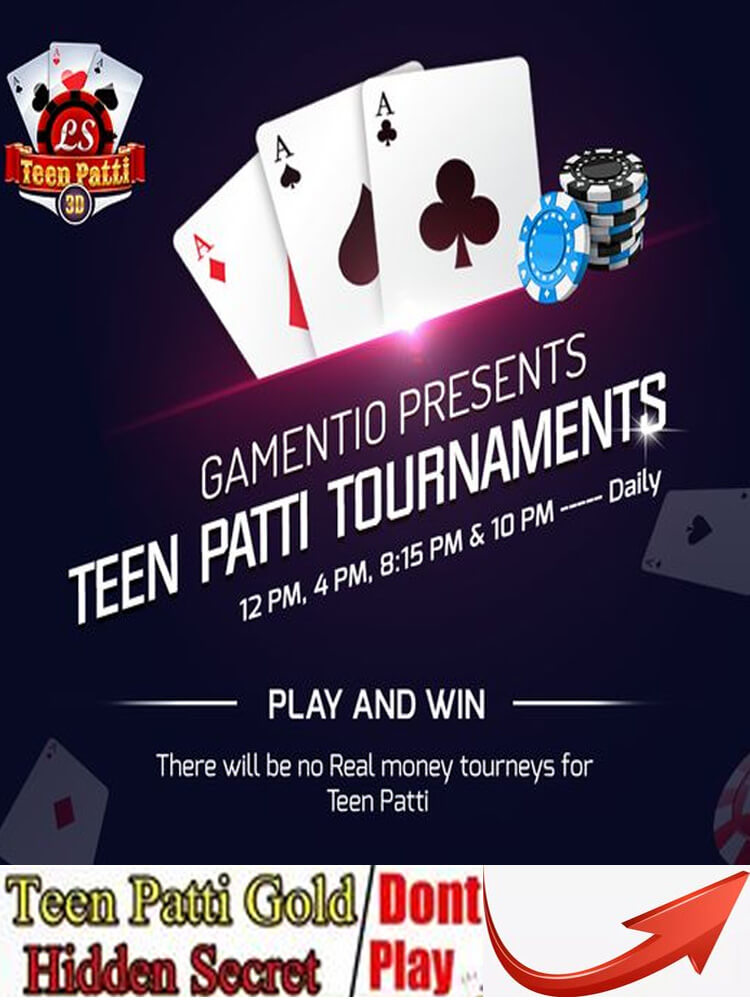 LS
Teen Patti
3D
A
A
A
GAMENTIO PRESENTS
TEEN PATTI TOURNAMENTS
12 PM, 4 PM, 8:15 PM & 10 PM ----- Daily
PLAY AND WIN
There will be no Real money tourneys for
Teen Patti
Teen Patti Gold
Hidden Secret
Dont
Play